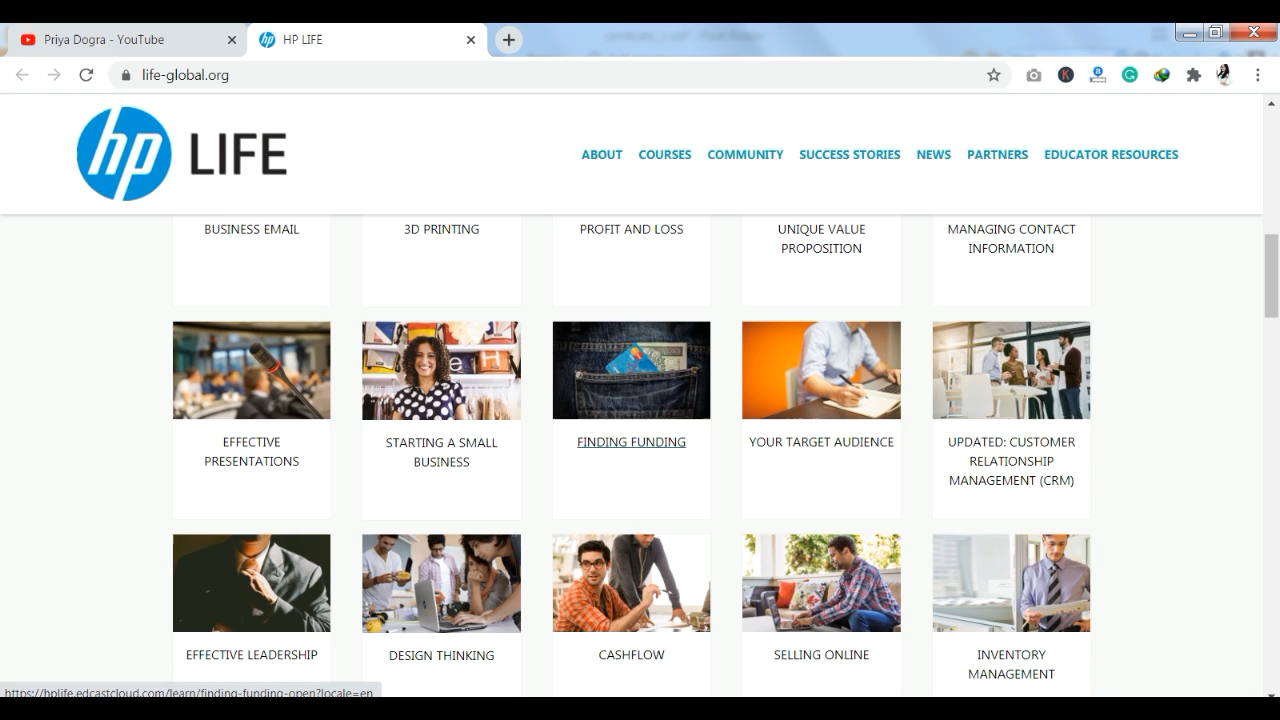 Priya Dogra - YouTube
HP LIFE
life-global.org
hp LIFE
ABOUT COURSES COMMUNITY SUCCESS STORIES NEWS PARTNERS EDUCATOR RESOURCES
BUSINESS EMAIL
3D PRINTING
PROFIT AND LOSS
UNIQUE VALUE
PROPOSITION
MANAGING CONTACT
INFORMATION
EFFECTIVE
PRESENTATIONS
STARTING A SMALL
BUSINESS
FINDING FUNDING
YOUR TARGET AUDIENCE
UPDATED: CUSTOMER
RELATIONSHIP
MANAGEMENT (CRM)
EFFECTIVE LEADERSHIP
DESIGN THINKING
CASHFLOW
SELLING ONLINE
INVENTORY
MANAGEMENT
https://hplife.edcastcloud.com/learn/finding-funding-open?locale=en